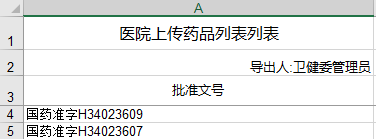 A
1
医院上传药品列表列表
2
导出人:卫健委管理员
3
批准文号
4
国药准字H34023609
5
国药准字H34023607